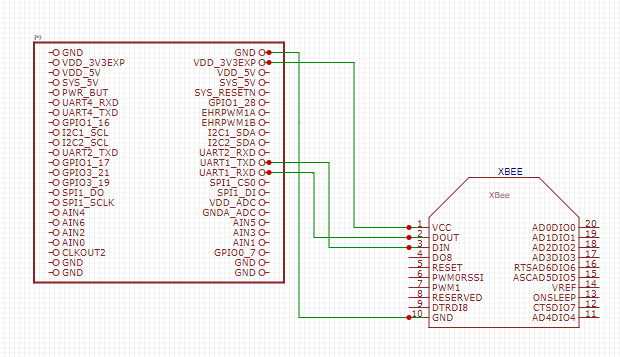 P9
GND GND
VDD_3V3EXP VDD_3V3EXP
VDD_5V VDD_5V
SYS_5V SYS_5V
PWR_BUT SYS_RESETN
UART4_RXD GPIO1_28
UART4_TXD EHRPWM1A
GPIO1_16 EHRPWM1B
I2C1_SCL I2C1_SDA
I2C2_SCL I2C2_SDA
UART2_TXD UART2_RXD
GPIO1_17 UART1_TXD
GPIO3_21 UART1_RXD
GPIO3_19 SPI1_CS0
SPI1_DO SPI1_DI
SPI1_SCLK VDD_ADC
AIN4 GNDA_ADC
AIN6 AIN5
AIN2 AIN3
AIN0 AIN1
CLKOUT2 GPIO0_7
GND GND
GND GND
XBEE
XBee
1 VCC AD0DIO0 20
2 DOUT AD1DIO1 19
3 DIN AD2DIO2 18
4 DO8 AD3DIO3 17
5 RESET RTSAD6DIO6 16
6 PWM0RSSI ASCAD5DIO5 15
7 PWM1 VREF 14
8 RESERVED ONSLEEP 13
9 DTRDI8 CTSDIO7 12
10 GND AD4DIO4 11